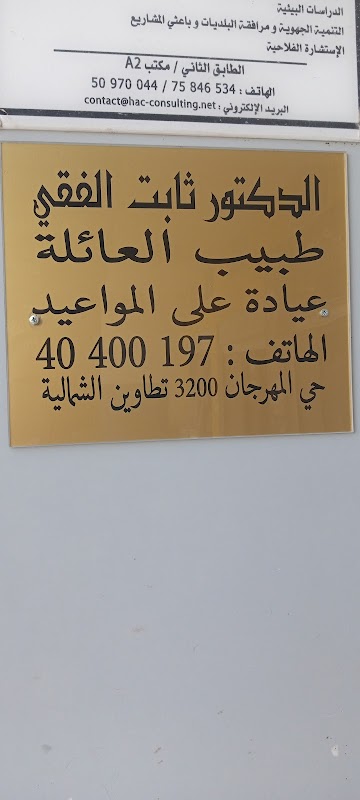 الدراسات البيئية
التنمية الجهوية و مرافقة البلديات و باعثي المشاريع
الإستشارة الفلاحية
الطابق الثاني / مكتب A2
الهاتف : 534 846 75 / 044 970 50
البريد الإلكتروني : contact@hac-consulting.net
الدكتور ثابت الفقي
طبيب العائلة
عيادة على المواعيد
الهاتف : 197 400 40
حي المهرجان 3200 تطاوين الشمالية